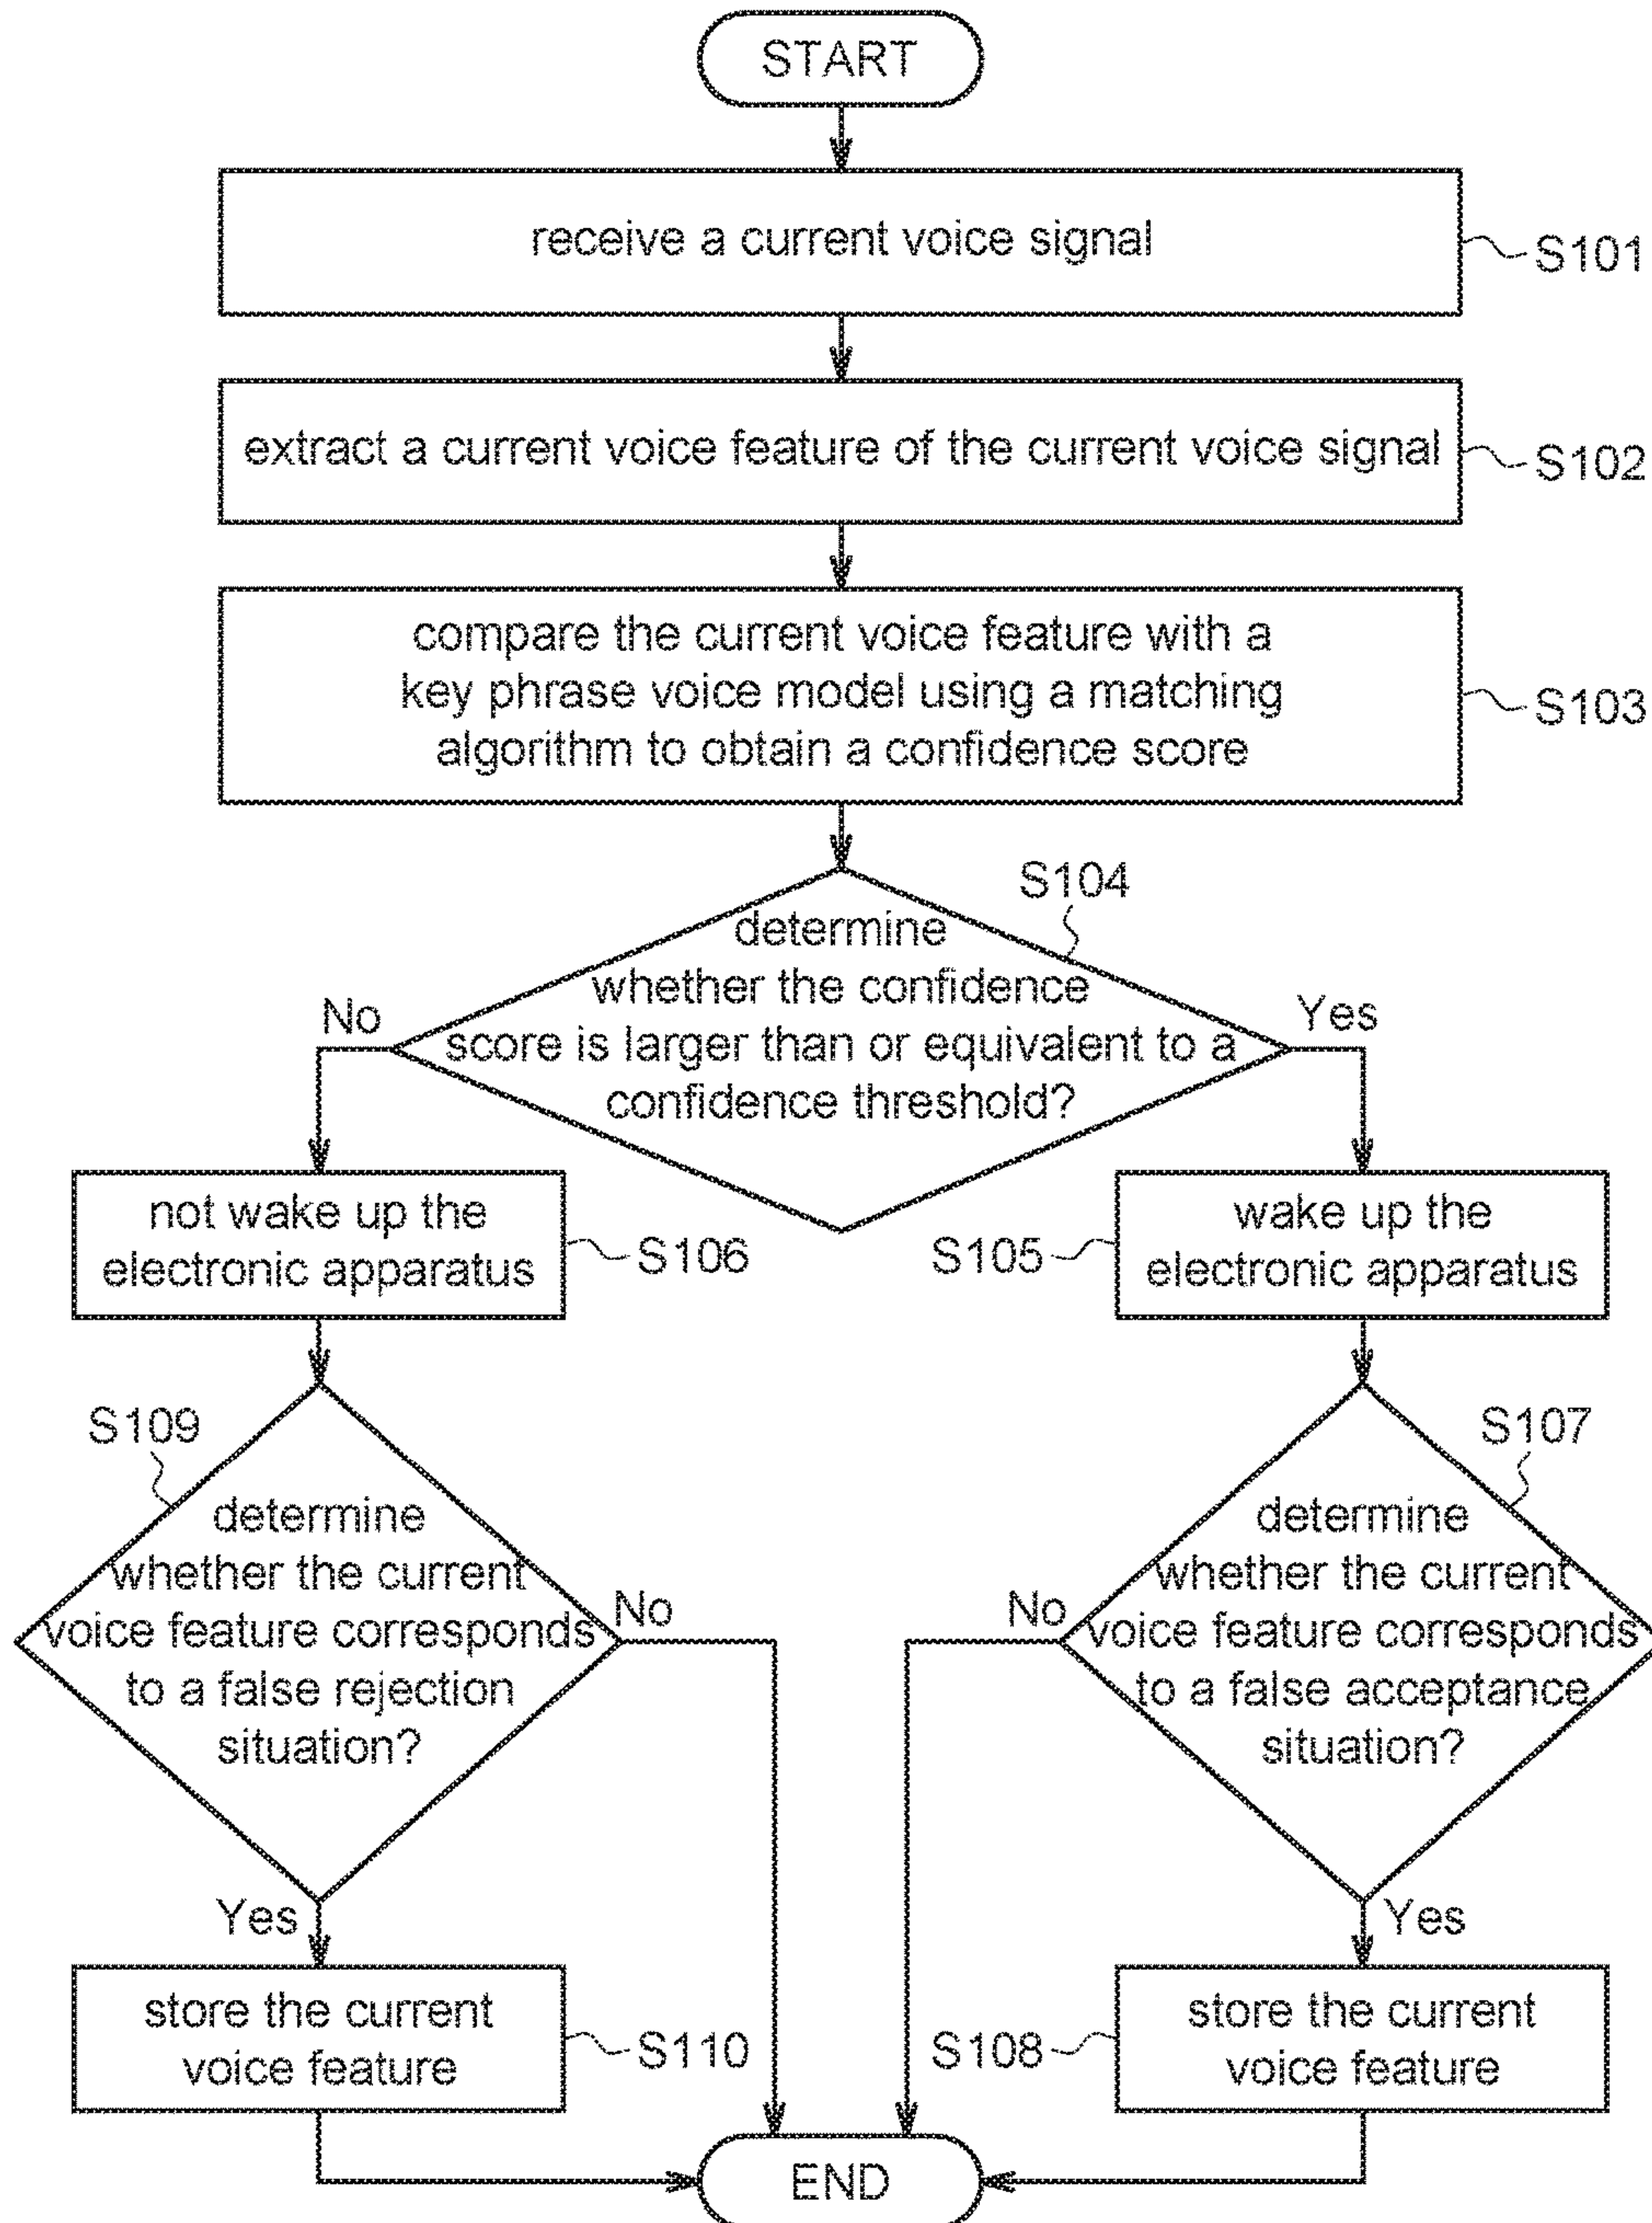 START
receive a current voice signal
S101
extract a current voice feature of the current voice signal
S102
compare the current voice feature with a
key phrase voice model using a matching
algorithm to obtain a confidence score
S103
S104
determine
whether the confidence
score is larger than or equivalent to a
confidence threshold?
No
Yes
not wake up the
electronic apparatus
S106
S105
wake up the
electronic apparatus
S109
determine
whether the current
voice feature corresponds
to a false rejection
situation?
No
Yes
S107
determine
whether the current
voice feature corresponds
to a false acceptance
situation?
No
Yes
store the current
voice feature
S110
S108
store the current
voice feature
END